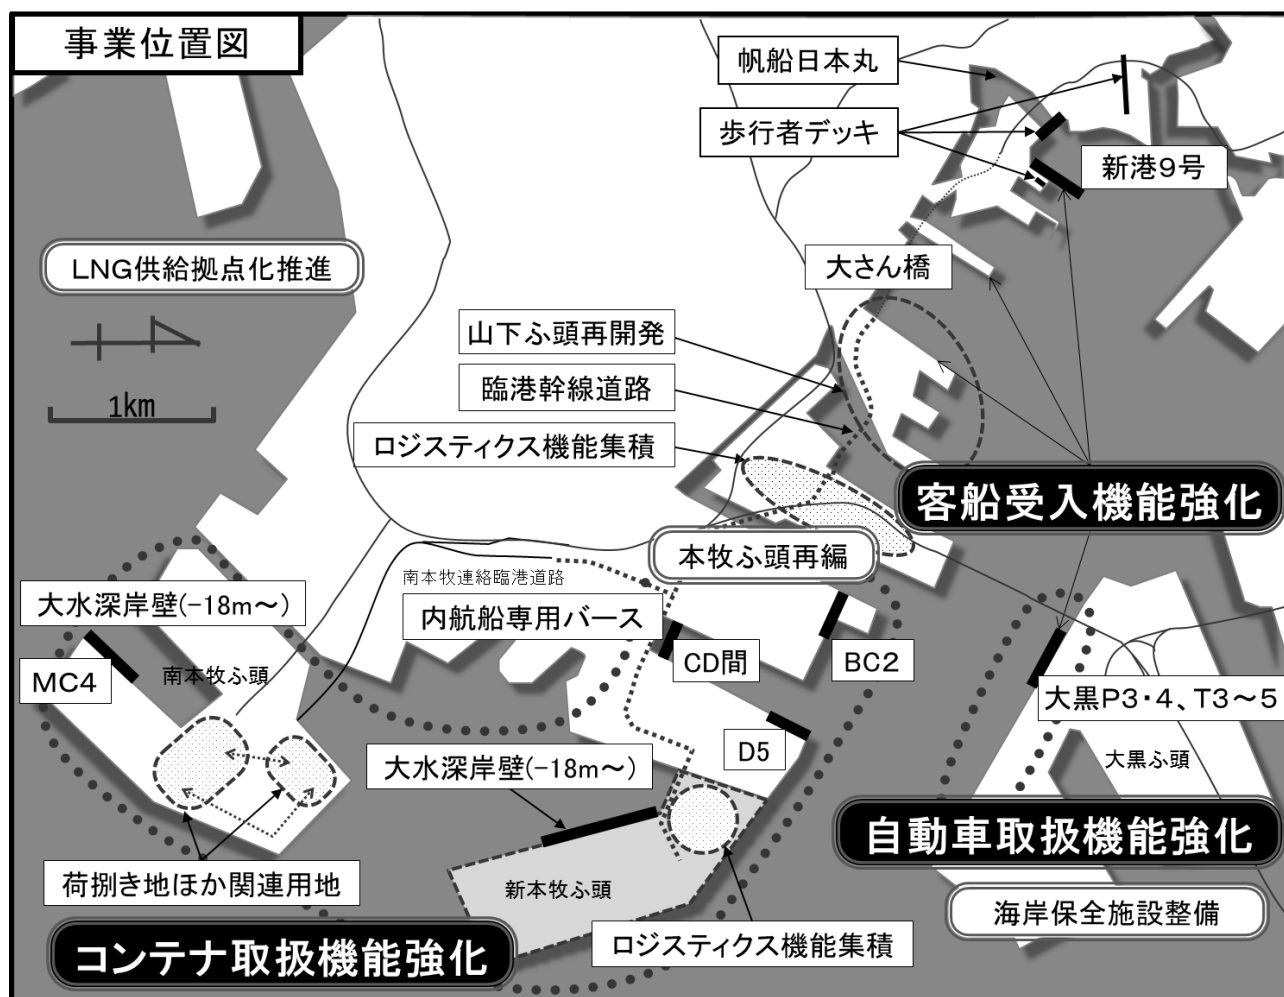 事業位置図
帆船日本丸
歩行者デッキ
新港9号
LNG供給拠点化推進
大さん橋
1km
山下ふ頭再開発
臨港幹線道路
ロジスティクス機能集積
客船受入機能強化
本牧ふ頭再編
南本牧連絡臨港道路
大水深岸壁(-18m~)
内航船専用バース
MC4
南本牧ふ頭
CD間
BC2
大黒P3・4、T3~5
D5
大水深岸壁(-18m~)
大黒ふ頭
自動車取扱機能強化
荷捌き地ほか関連用地
新本牧ふ頭
海岸保全施設整備
コンテナ取扱機能強化
ロジスティクス機能集積